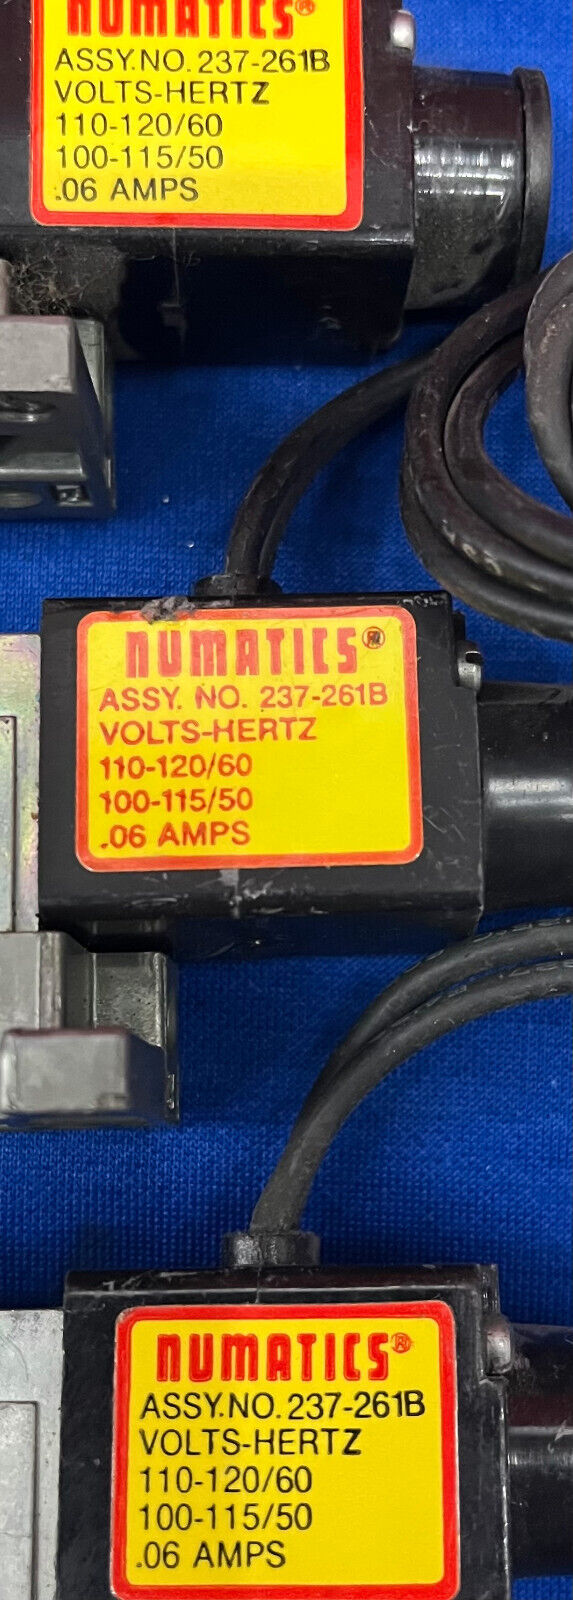 NUMATICS®
ASSY.NO. 237-261B
VOLTS-HERTZ
110-120/60
100-115/50
.06 AMPS
NUMATICS®
ASSY. NO. 237-261B
VOLTS-HERTZ
110-120/60
100-115/50
.06 AMPS
NUMATICS®
ASSY.NO. 237-261B
VOLTS-HERTZ
110-120/60
100-115/50
.06 AMPS